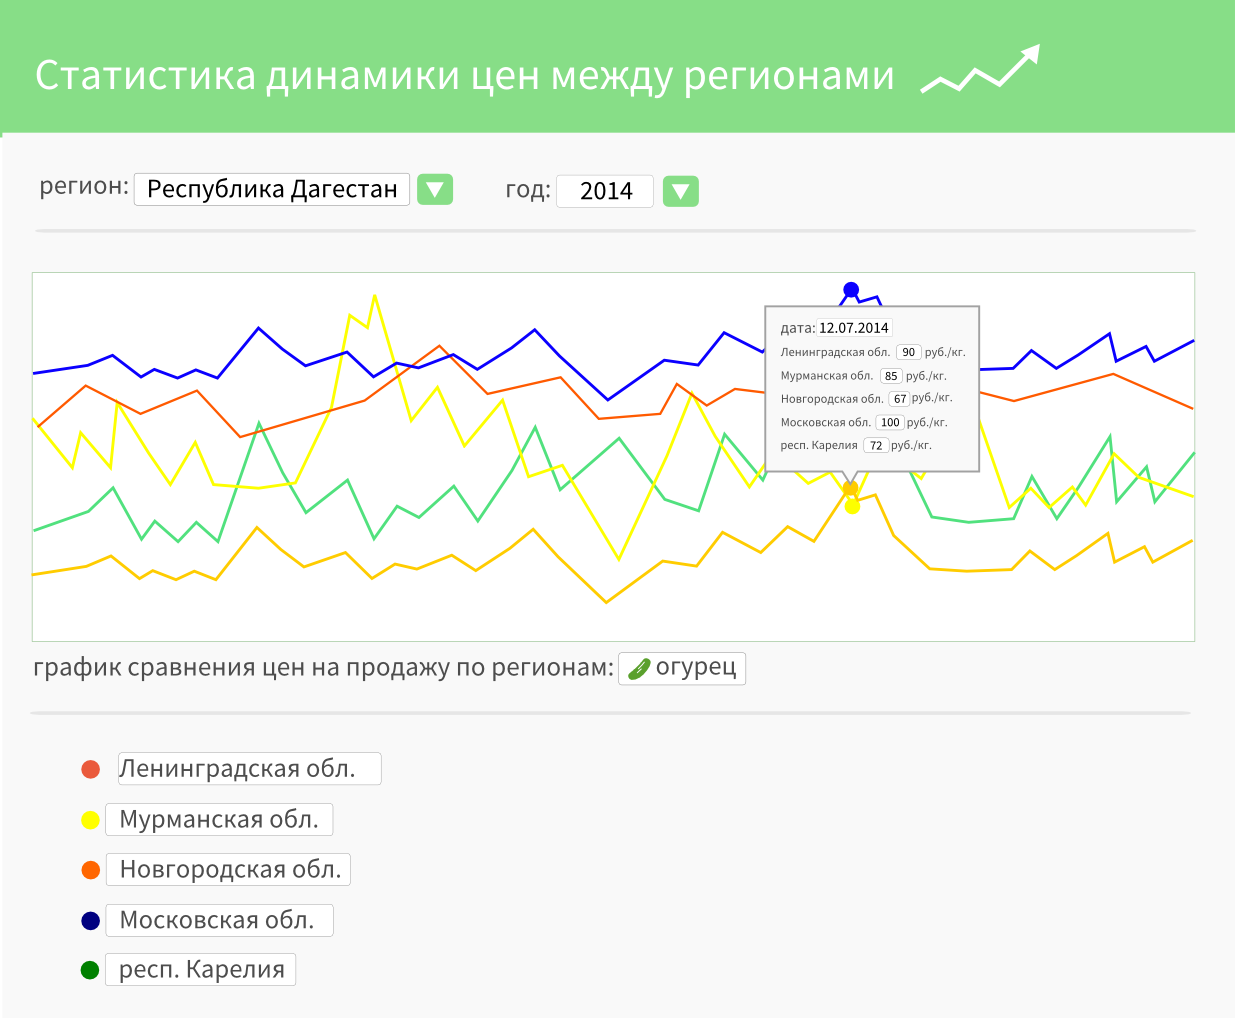 Статистика динамики цен между регионами
регион: Республика Дагестан год: 2014
дата: 12.07.2014
Ленинградская обл. 90 руб./кг.
Мурманская обл. 85 руб./кг.
Новгородская обл. 67 руб./кг.
Московская обл. 100 руб./кг.
респ. Карелия 72 руб./кг.
график сравнения цен на продажу по регионам: огурец
Ленинградская обл.
Мурманская обл.
Новгородская обл.
Московская обл.
респ. Карелия